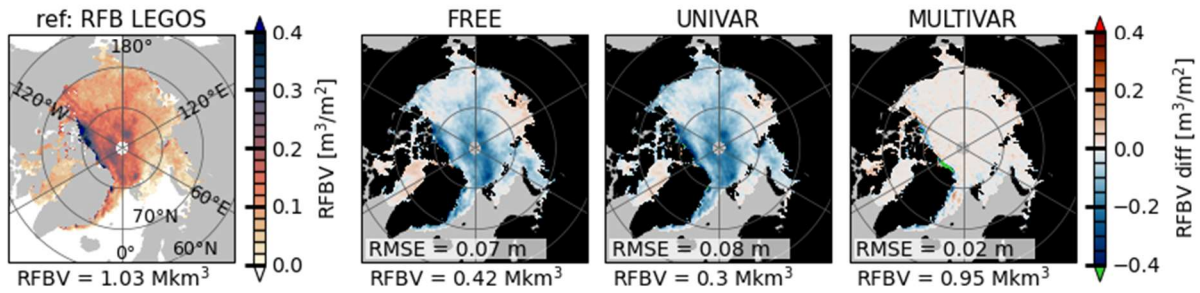 ref: RFB LEGOS
180°
120°W
120°E
60°E
70°N
0°
60°N
RFBV = 1.03 Mkm³
0.4
0.3
0.2
0.1
0.0
RFBV [m³/m²]
FREE
RMSE = 0.07 m
RFBV = 0.42 Mkm³
UNIVAR
RMSE = 0.08 m
RFBV = 0.3 Mkm³
MULTIVAR
RMSE = 0.02 m
RFBV = 0.95 Mkm³
0.4
0.2
0.0
−0.2
−0.4
RFBV diff [m³/m²]